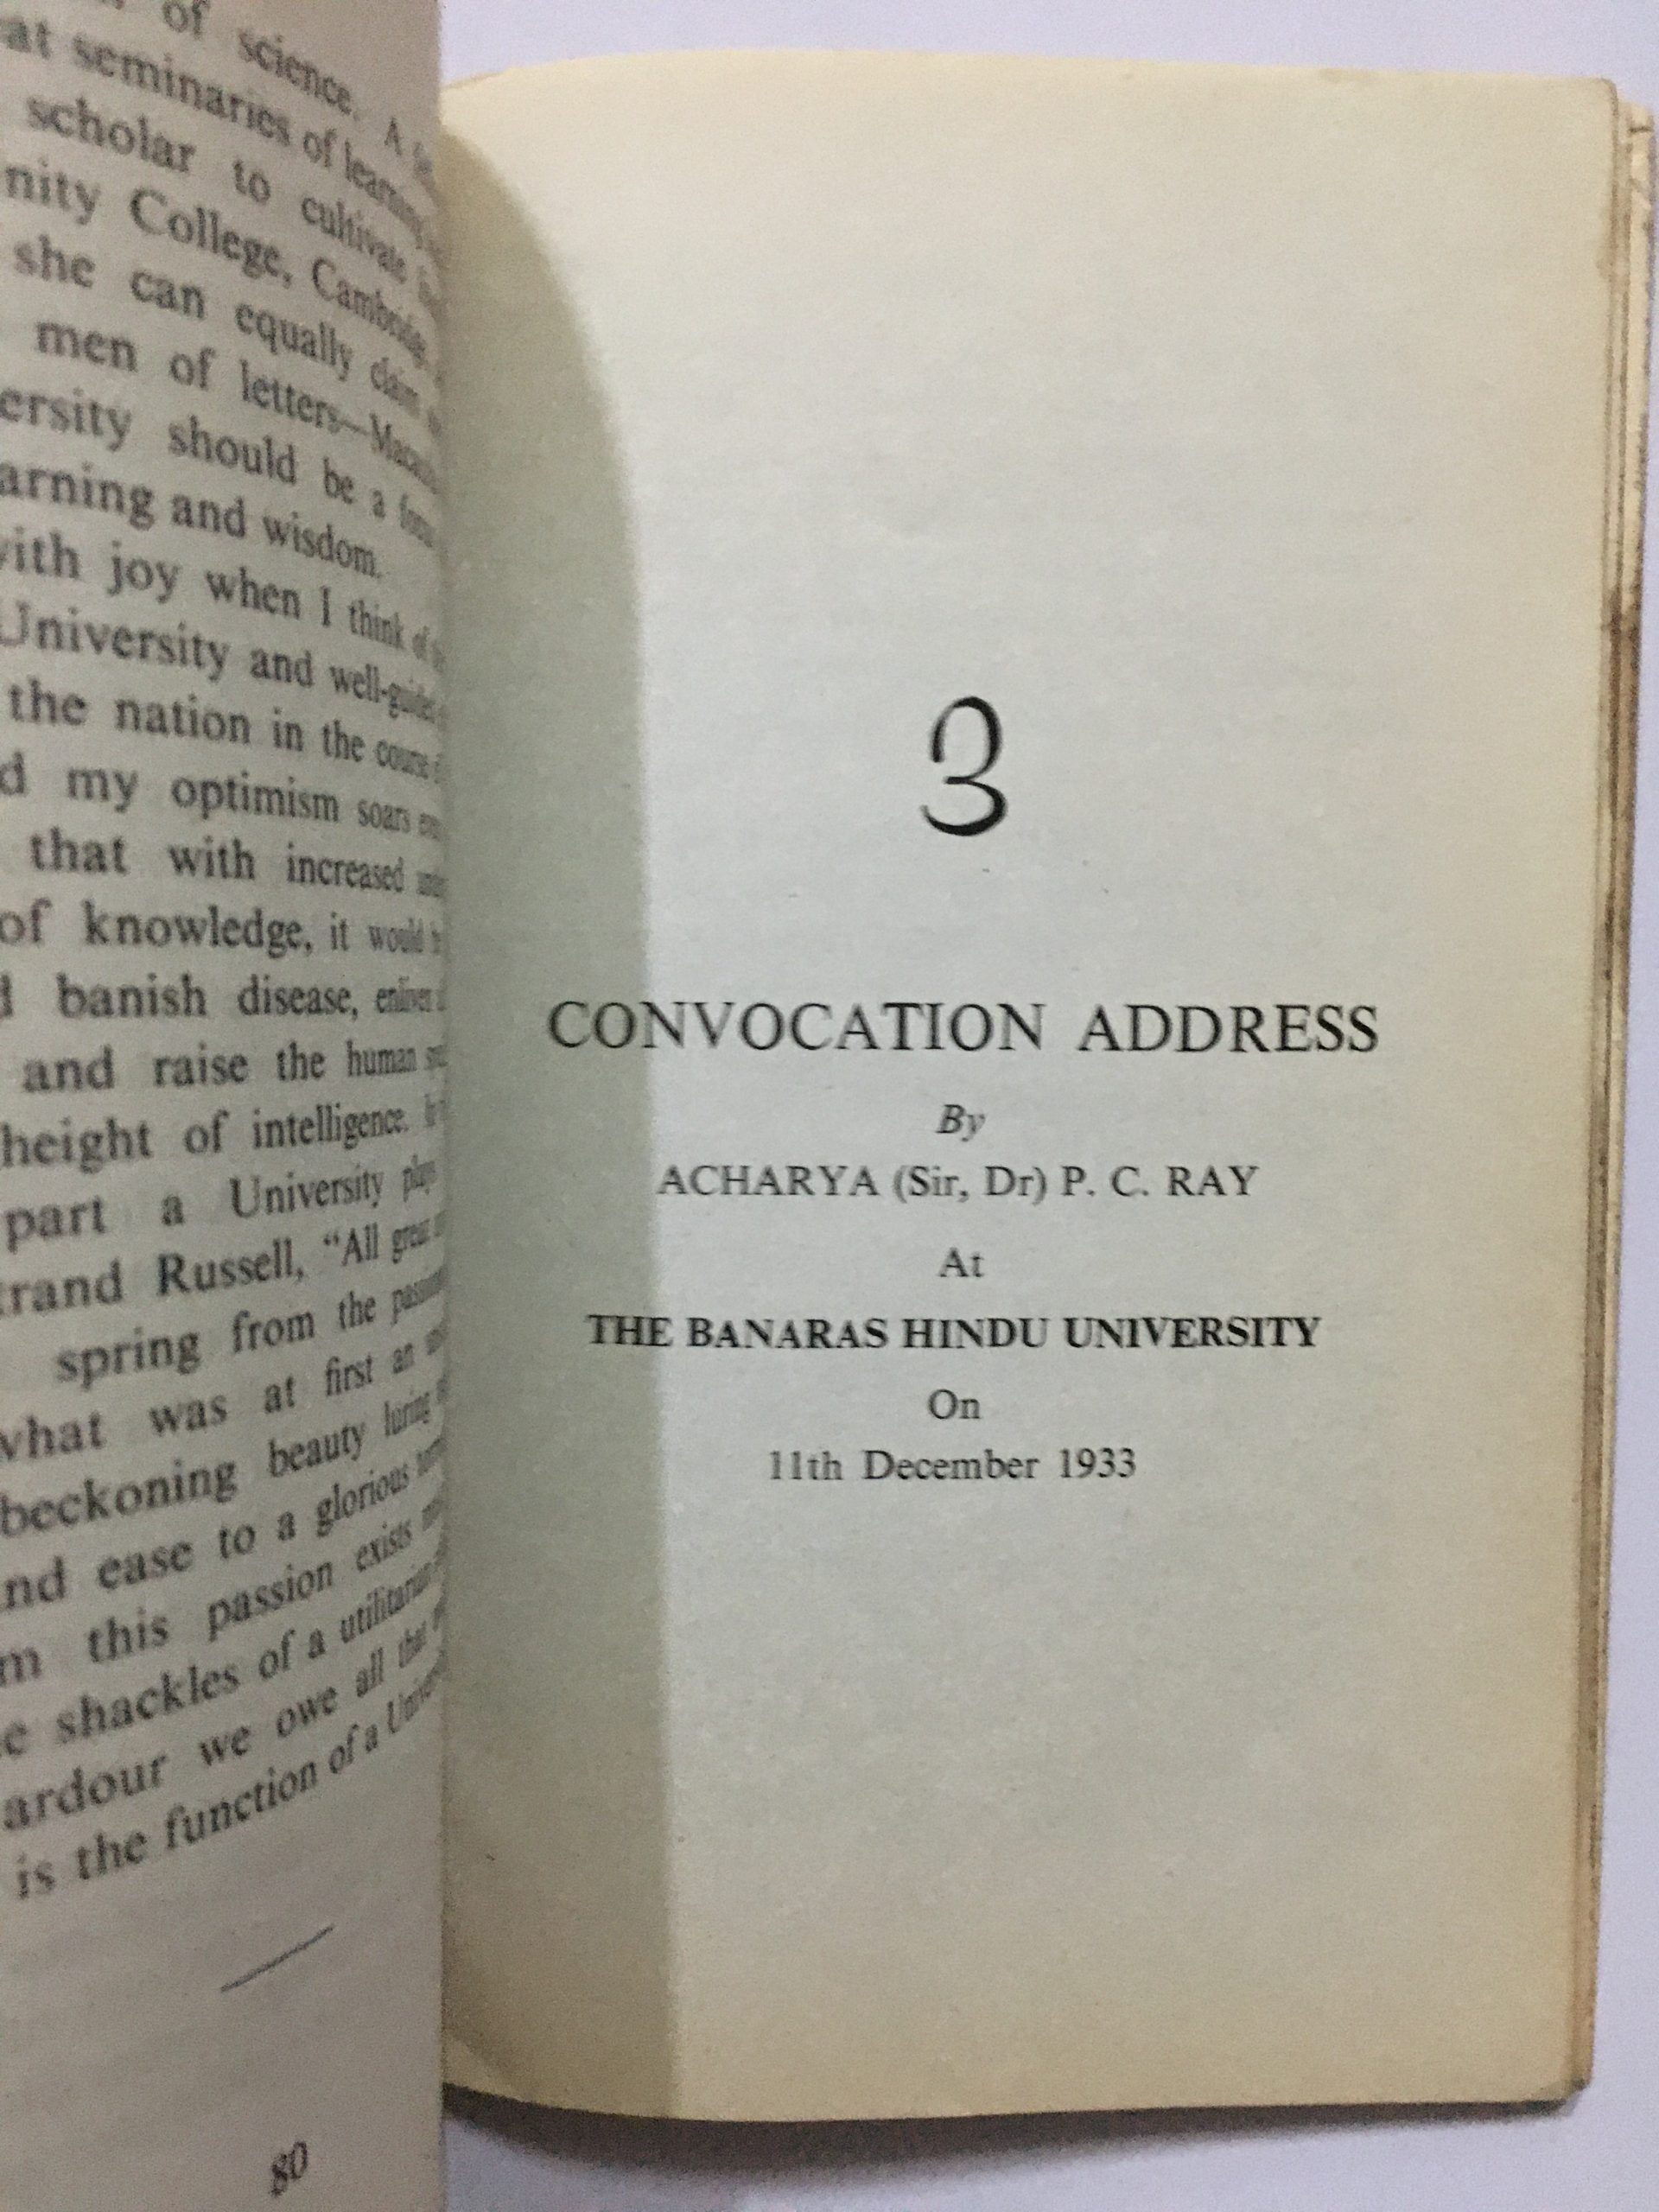 of science. A
at seminaries of learning,
scholar to cultivate
nity College, Cambridge,
she can equally claim
men of letters—
ersity should be a
arning and wisdom.
with joy when I think of
University and well-guided
the nation in the course of
d my optimism soars
that with increased
of knowledge, it would
banish disease, enliven
and raise the human
height of intelligence.
part a University plays
trand Russell, “All great
spring from the
what was at first an
beckoning beauty luring
nd ease to a glorious
m this passion exists
e shackles of a utilitarian
ardour we owe all that
is the function of a
80
3
CONVOCATION ADDRESS
By
ACHARYA (Sir, Dr) P. C. RAY
At
THE BANARAS HINDU UNIVERSITY
On
11th December 1933